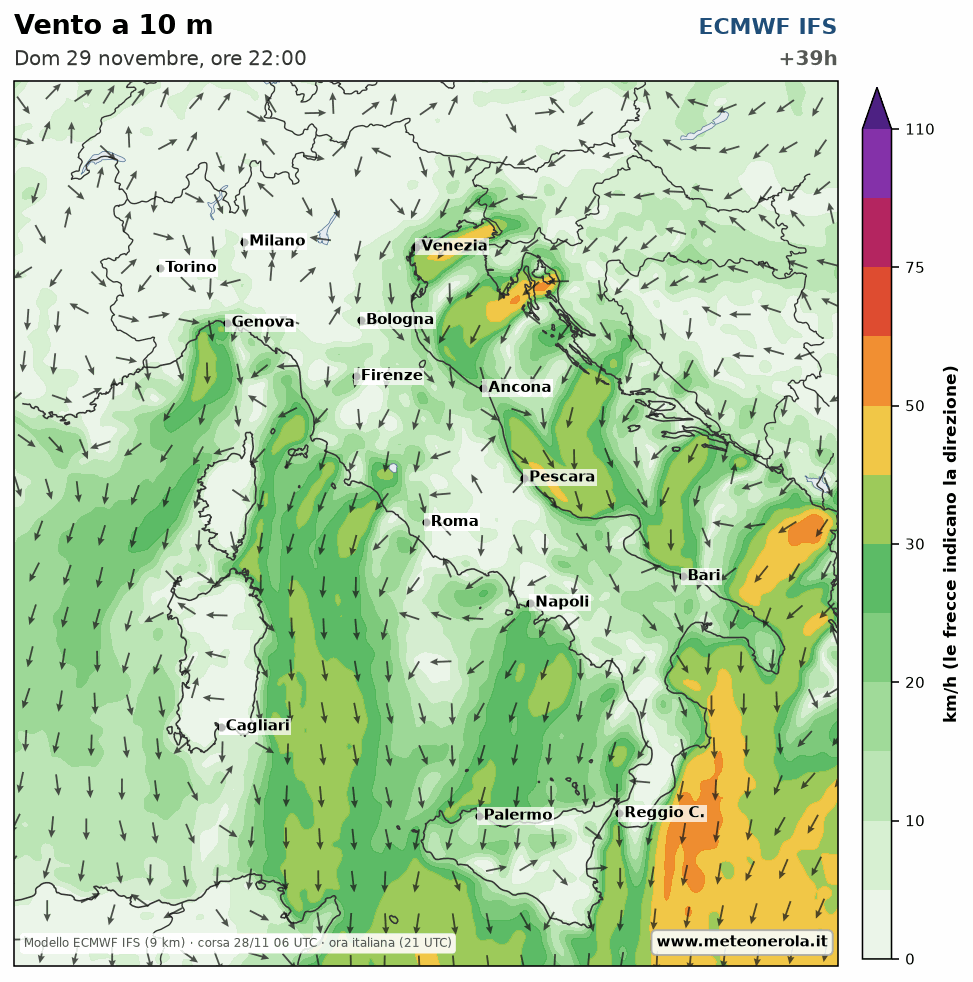 Vento a 10 m
ECMWF IFS
Dom 29 novembre, ore 22:00
+39h
Venezia
Milano
Torino
Genova
Bologna
Firenze
Ancona
Pescara
Roma
Bari
Napoli
Cagliari
Palermo
Reggio C.
Modello ECMWF IFS (9 km) · corsa 28/11 06 UTC · ora italiana (21 UTC)
www.meteonerola.it
110
75
50
30
20
10
0
km/h (le frecce indicano la direzione)